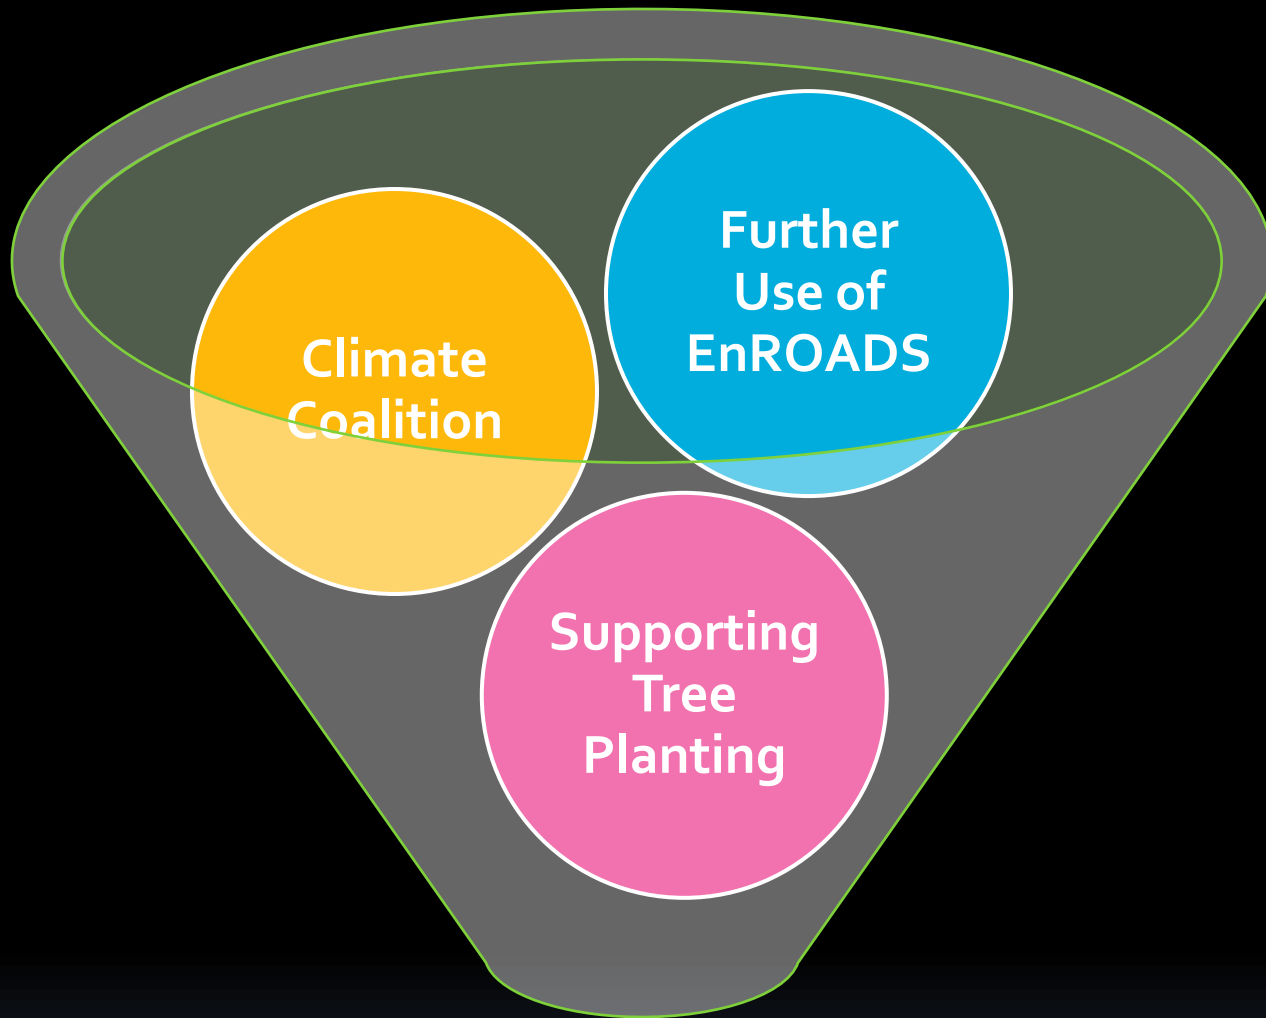 Climate
Coalition
Further
Use of
EnROADS
Supporting
Tree
Planting